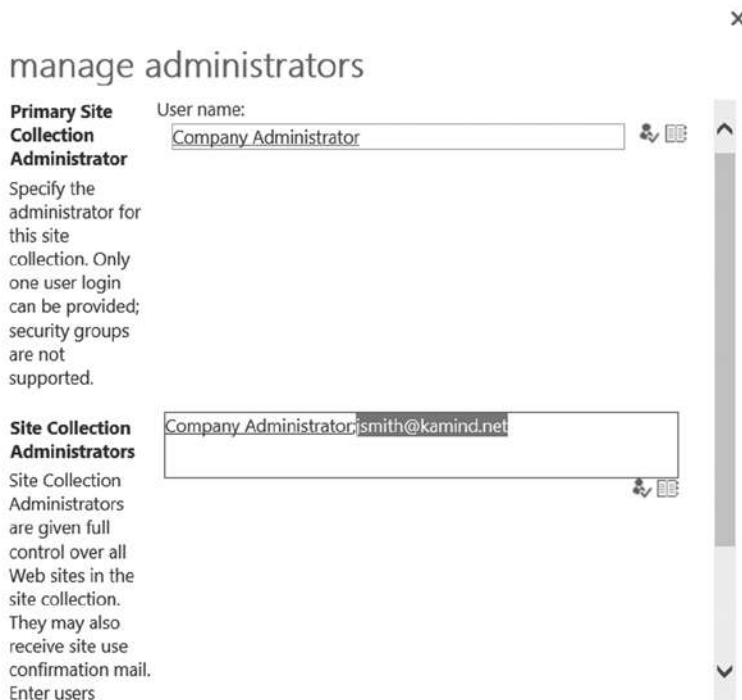 manage administrators
Primary Site
Collection
Administrator
User name:
Company Administrator
Specify the
administrator for
this site
collection. Only
one user login
can be provided;
security groups
are not
supported.
Site Collection
Administrators
Company Administrator;jsmith@kamind.net
Site Collection
Administrators
are given full
control over all
Web sites in the
site collection.
They may also
receive site use
confirmation mail.
Enter users